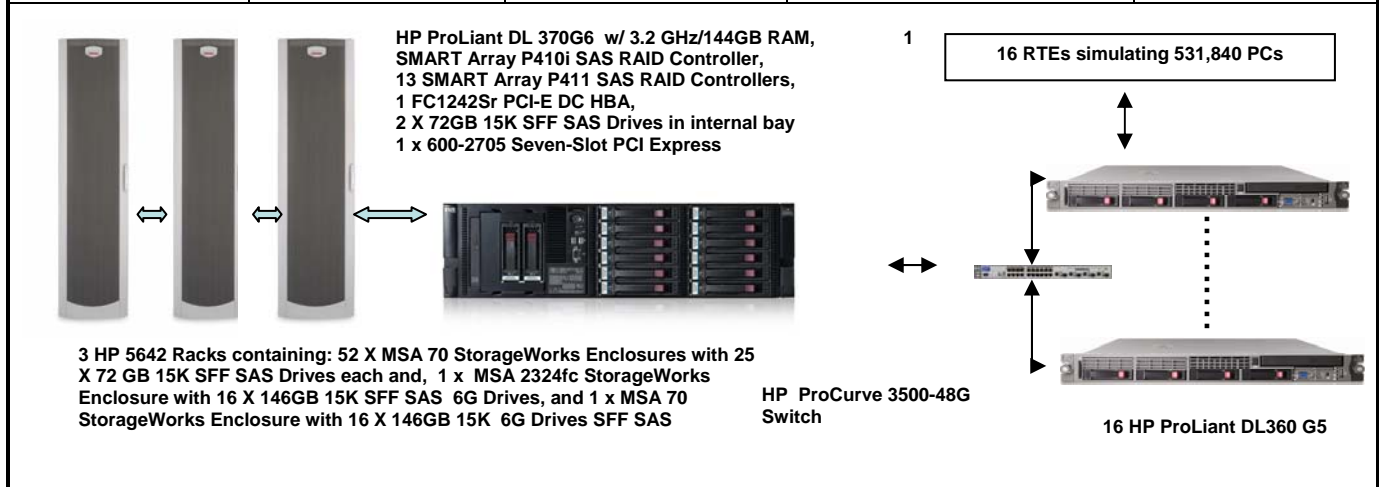 HP ProLiant DL 370G6 w/ 3.2 GHz/144GB RAM,
SMART Array P410i SAS RAID Controller,
13 SMART Array P411 SAS RAID Controllers,
1 FC1242Sr PCI-E DC HBA,
2 X 72GB 15K SFF SAS Drives in internal bay
1 x 600-2705 Seven-Slot PCI Express
1
16 RTEs simulating 531,840 PCs
3 HP 5642 Racks containing: 52 X MSA 70 StorageWorks Enclosures with 25
X 72 GB 15K SFF SAS Drives each and, 1 x MSA 2324fc StorageWorks
Enclosure with 16 X 146GB 15K SFF SAS 6G Drives, and 1 x MSA 70
StorageWorks Enclosure with 16 X 146GB 15K 6G Drives SFF SAS
HP ProCurve 3500-48G
Switch
16 HP ProLiant DL360 G5